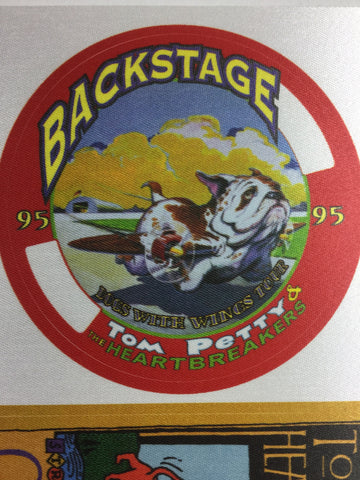 BACKSTAGE
95 95
DOGS WITH WINGS TOUR
TOM PETTY &
THE HEARTBREAKERS